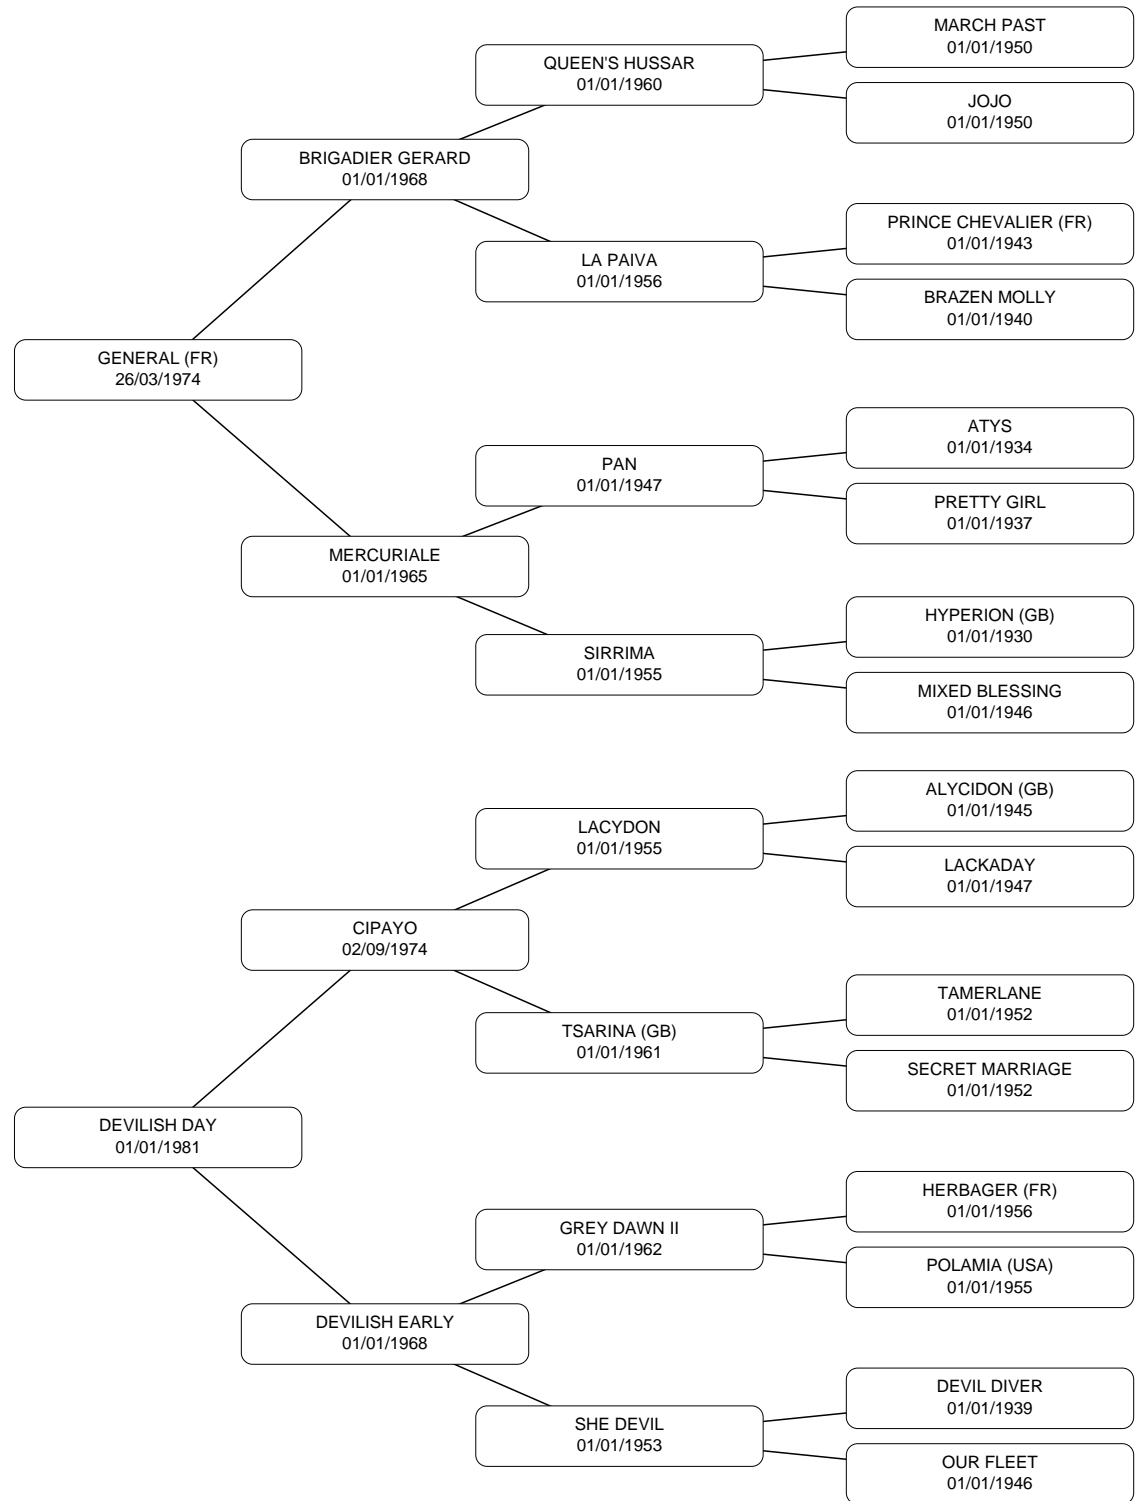 MARCH PAST
01/01/1950
QUEEN'S HUSSAR
01/01/1960
JOJO
01/01/1950
BRIGADIER GERARD
01/01/1968
PRINCE CHEVALIER (FR)
01/01/1943
LA PAIVA
01/01/1956
BRAZEN MOLLY
01/01/1940
GENERAL (FR)
26/03/1974
ATYS
01/01/1934
PAN
01/01/1947
PRETTY GIRL
01/01/1937
MERCURIALE
01/01/1965
HYPERION (GB)
01/01/1930
SIRRIMA
01/01/1955
MIXED BLESSING
01/01/1946
ALYCIDON (GB)
01/01/1945
LACYDON
01/01/1955
LACKADAY
01/01/1947
CIPAYO
02/09/1974
TAMERLANE
01/01/1952
TSARINA (GB)
01/01/1961
SECRET MARRIAGE
01/01/1952
DEVILISH DAY
01/01/1981
HERBAGER (FR)
01/01/1956
GREY DAWN II
01/01/1962
POLAMIA (USA)
01/01/1955
DEVILISH EARLY
01/01/1968
DEVIL DIVER
01/01/1939
SHE DEVIL
01/01/1953
OUR FLEET
01/01/1946